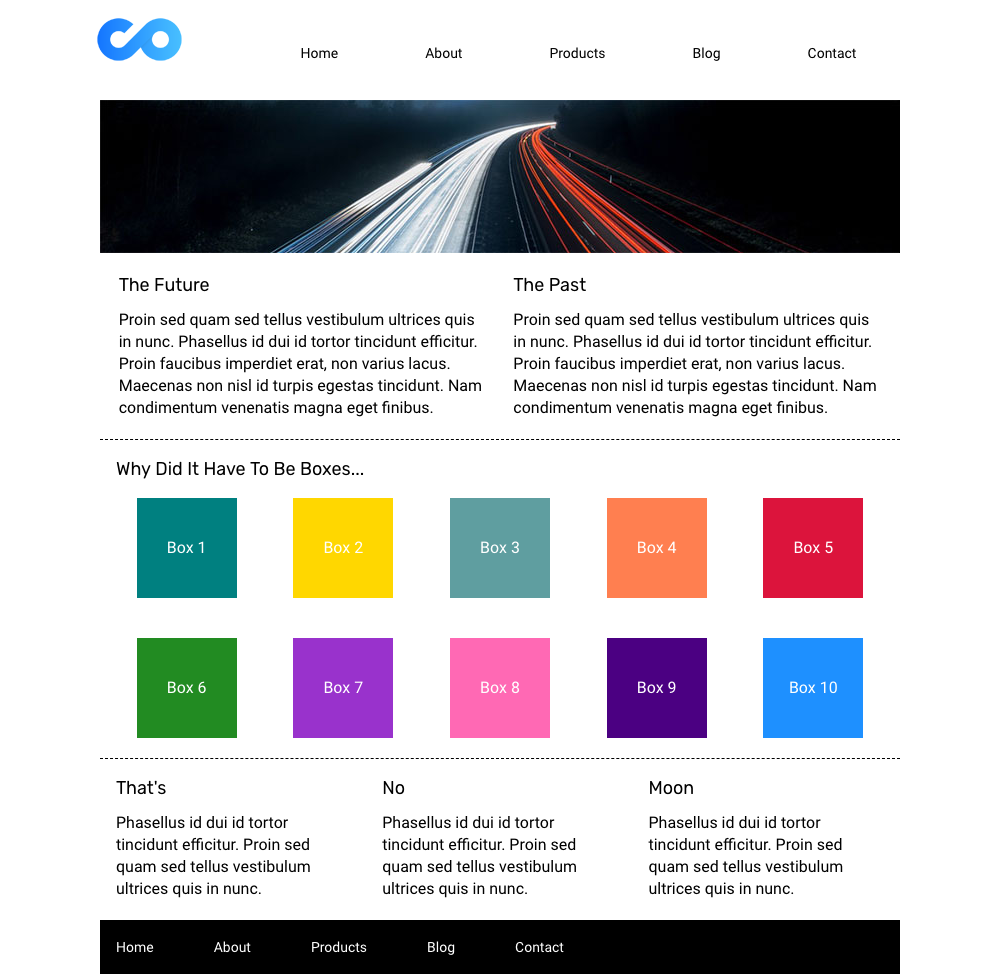 Home About Products Blog Contact
The Future
Proin sed quam sed tellus vestibulum ultrices quis
in nunc. Phasellus id dui id tortor tincidunt efficitur.
Proin faucibus imperdiet erat, non varius lacus.
Maecenas non nisl id turpis egestas tincidunt. Nam
condimentum venenatis magna eget finibus.
The Past
Proin sed quam sed tellus vestibulum ultrices quis
in nunc. Phasellus id dui id tortor tincidunt efficitur.
Proin faucibus imperdiet erat, non varius lacus.
Maecenas non nisl id turpis egestas tincidunt. Nam
condimentum venenatis magna eget finibus.
Why Did It Have To Be Boxes...
Box 1 Box 2 Box 3 Box 4 Box 5
Box 6 Box 7 Box 8 Box 9 Box 10
That's
Phasellus id dui id tortor
tincidunt efficitur. Proin sed
quam sed tellus vestibulum
ultrices quis in nunc.
No
Phasellus id dui id tortor
tincidunt efficitur. Proin sed
quam sed tellus vestibulum
ultrices quis in nunc.
Moon
Phasellus id dui id tortor
tincidunt efficitur. Proin sed
quam sed tellus vestibulum
ultrices quis in nunc.
Home About Products Blog Contact